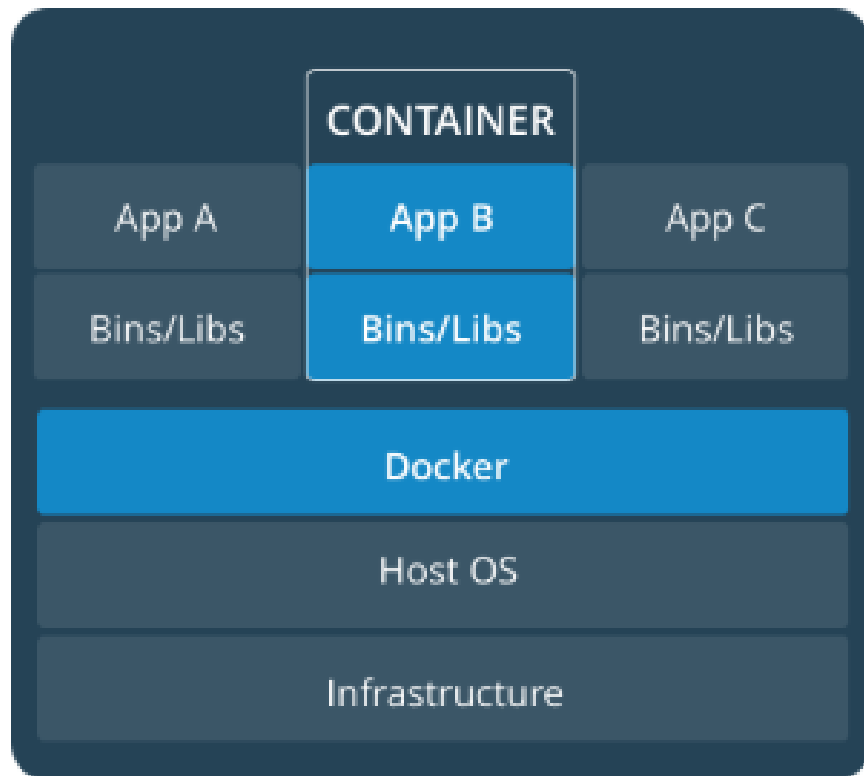 CONTAINER
App A App B App C
Bins/Libs Bins/Libs Bins/Libs
Docker
Host OS
Infrastructure